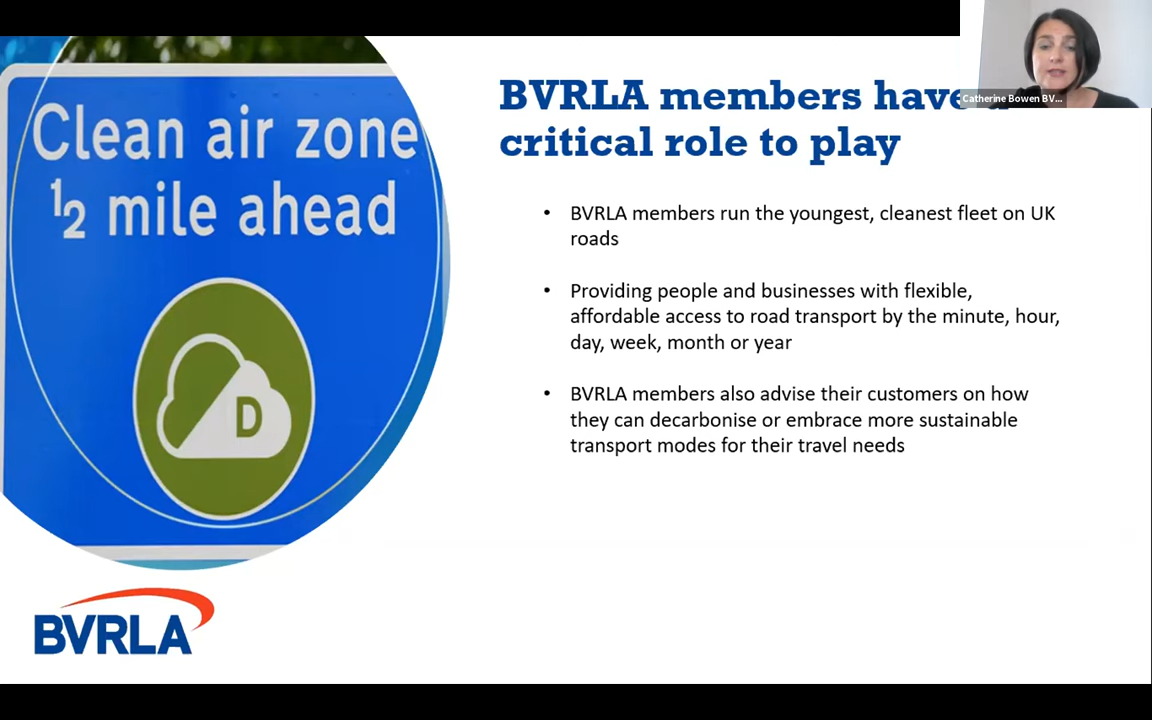 Clean air zone
½ mile ahead
D
BVRLA
Catherine Bowen BV...
BVRLA members have a
critical role to play
• BVRLA members run the youngest, cleanest fleet on UK
roads
• Providing people and businesses with flexible,
affordable access to road transport by the minute, hour,
day, week, month or year
• BVRLA members also advise their customers on how
they can decarbonise or embrace more sustainable
transport modes for their travel needs